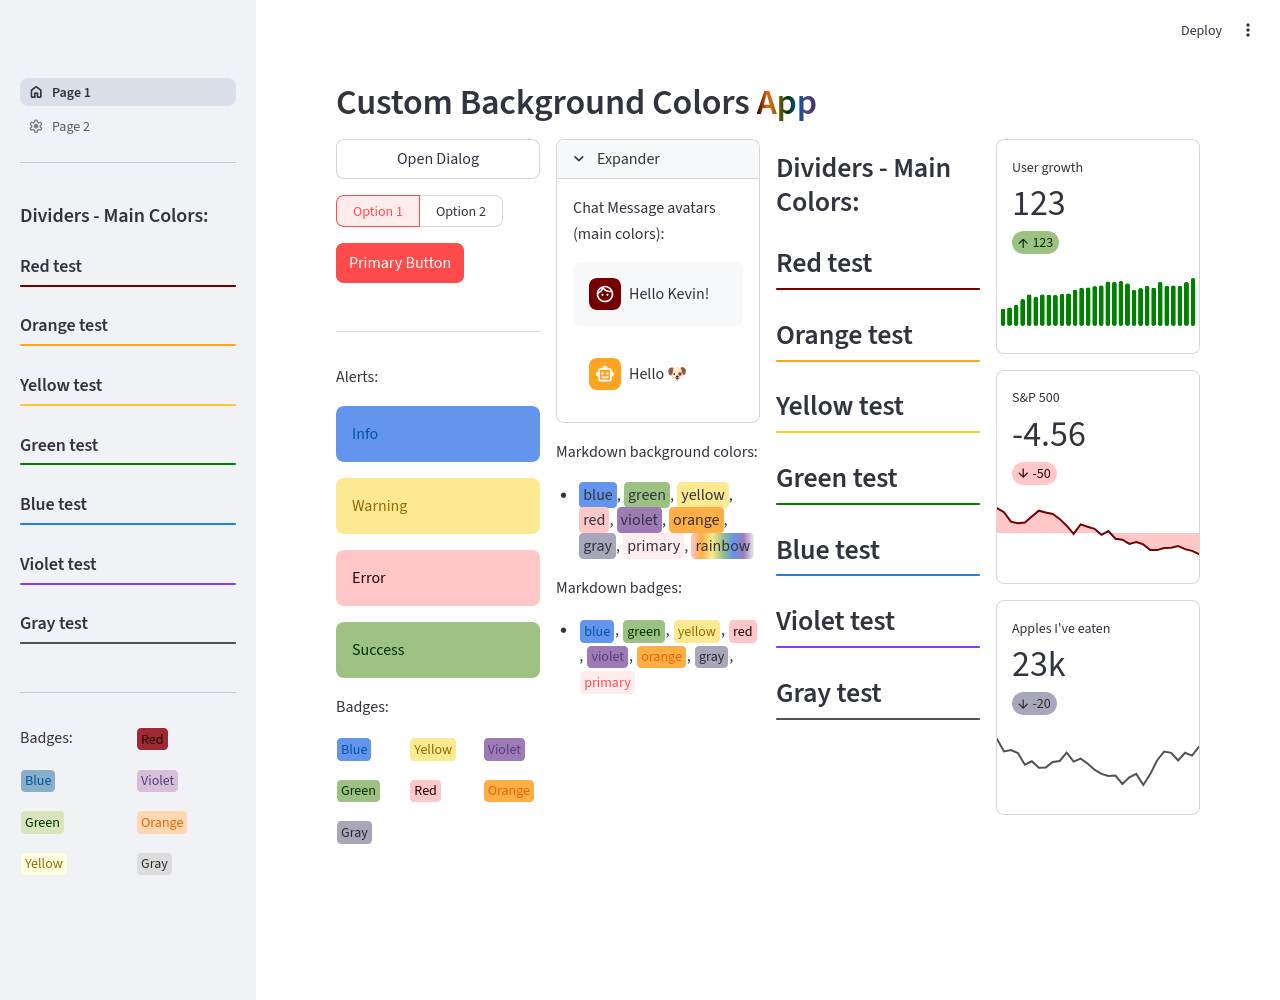 Deploy
Page 1
Page 2
Dividers - Main Colors:
Red test
Orange test
Yellow test
Green test
Blue test
Violet test
Gray test
Badges:
Red
Blue
Violet
Green
Orange
Yellow
Gray
Custom Background Colors App
Open Dialog
Option 1
Option 2
Primary Button
Alerts:
Info
Warning
Error
Success
Badges:
Blue
Yellow
Violet
Green
Red
Orange
Gray
Expander
Chat Message avatars
(main colors):
Hello Kevin!
Hello 🐶
Markdown background colors:
• blue, green, yellow,
red, violet, orange,
gray, primary, rainbow
Markdown badges:
• blue, green, yellow, red
, violet, orange, gray,
primary
Dividers - Main
Colors:
Red test
Orange test
Yellow test
Green test
Blue test
Violet test
Gray test
User growth
123
↑ 123
S&P 500
-4.56
↓ -50
Apples I've eaten
23k
↓ -20